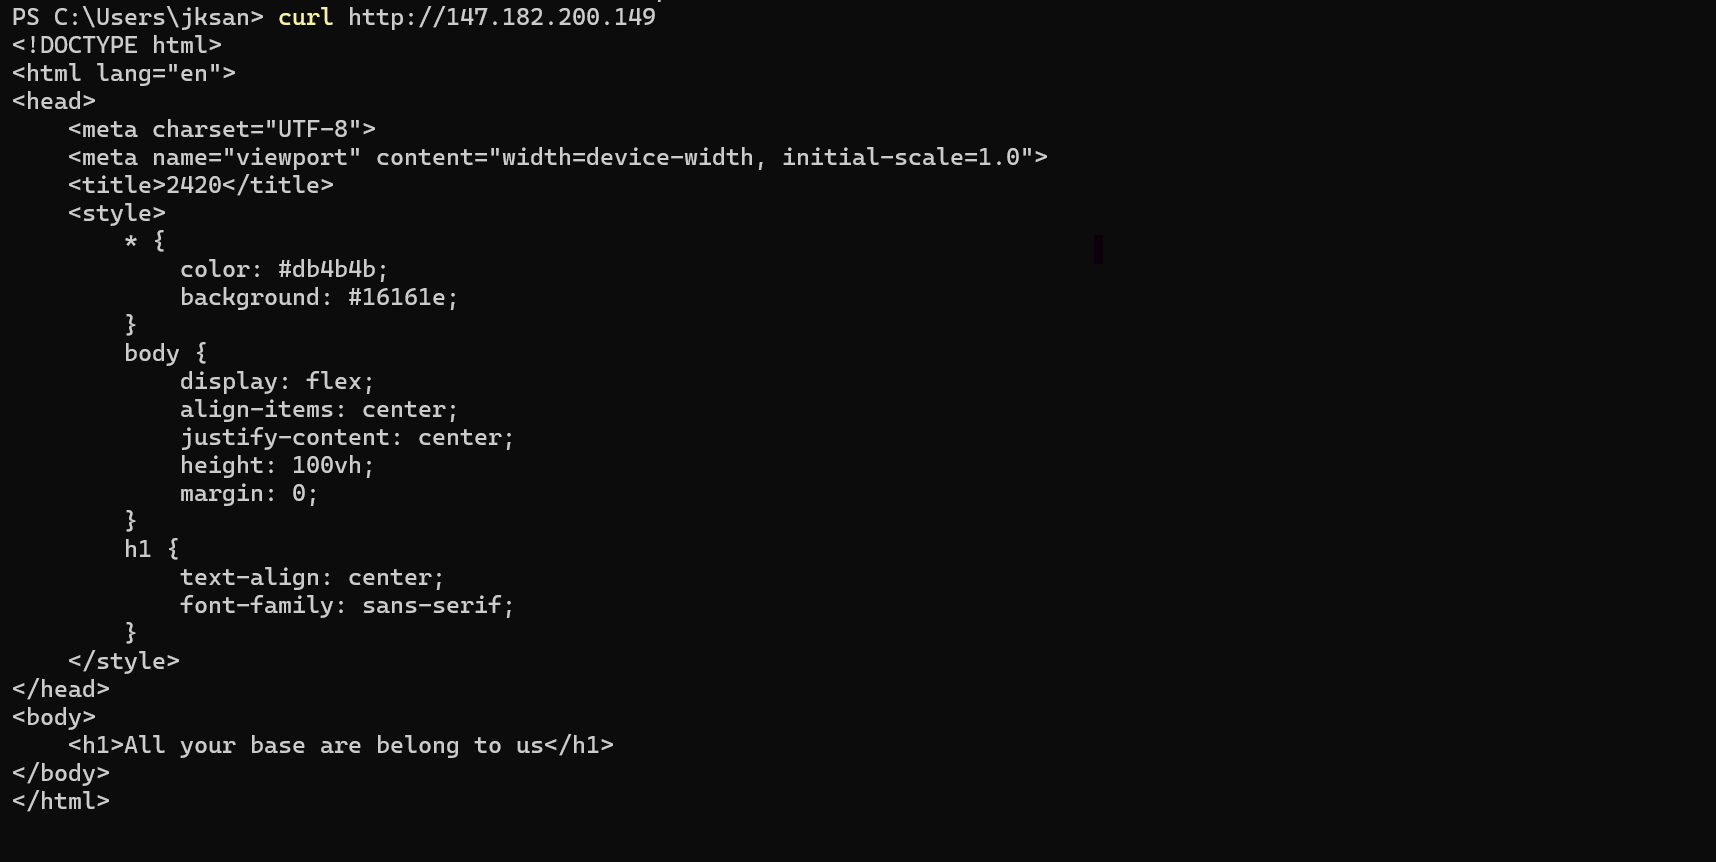 PS C:\Users\jksan> curl http://147.182.200.149
<!DOCTYPE html>
<html lang="en">
<head>
    <meta charset="UTF-8">
    <meta name="viewport" content="width=device-width, initial-scale=1.0">
    <title>2420</title>
    <style>
        * {
            color: #db4b4b;
            background: #16161e;
        }
        body {
            display: flex;
            align-items: center;
            justify-content: center;
            height: 100vh;
            margin: 0;
        }
        h1 {
            text-align: center;
            font-family: sans-serif;
        }
    </style>
</head>
<body>
    <h1>All your base are belong to us</h1>
</body>
</html>